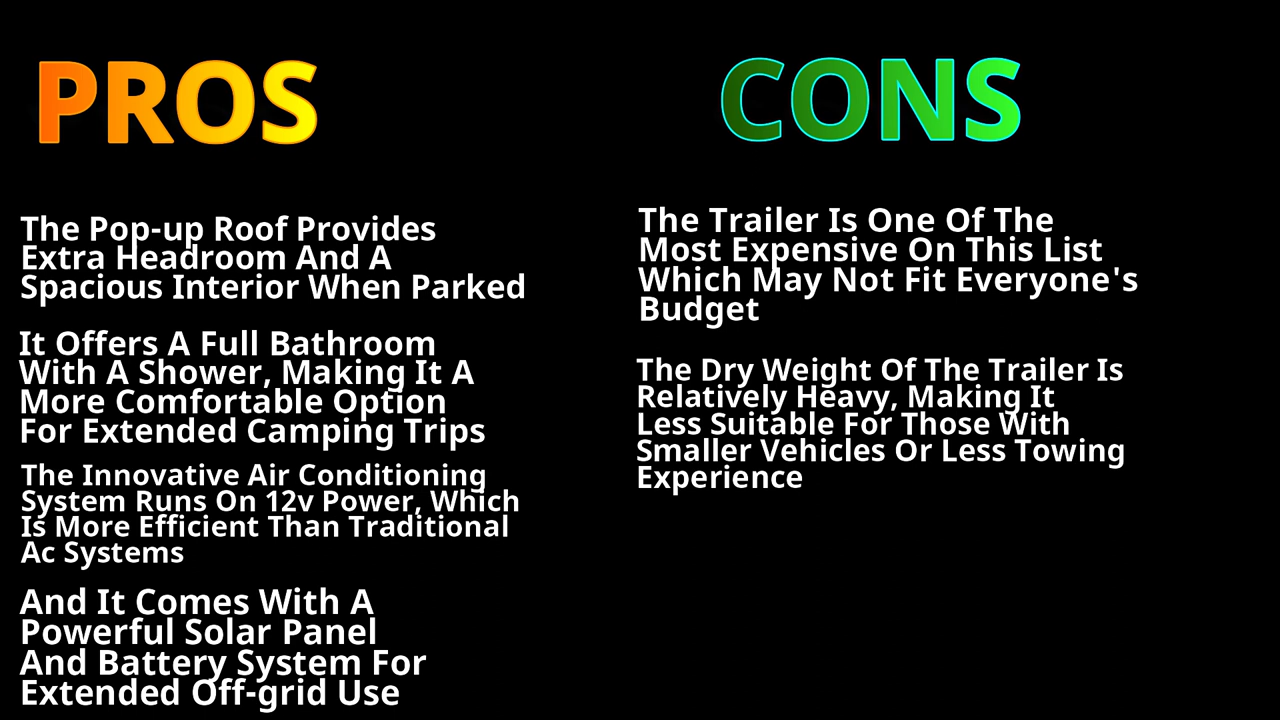 PROS
The Pop-up Roof Provides
Extra Headroom And A
Spacious Interior When Parked
It Offers A Full Bathroom
With A Shower, Making It A
More Comfortable Option
For Extended Camping Trips
The Innovative Air Conditioning
System Runs On 12v Power, Which
Is More Efficient Than Traditional
Ac Systems
And It Comes With A
Powerful Solar Panel
And Battery System For
Extended Off-grid Use
CONS
The Trailer Is One Of The
Most Expensive On This List
Which May Not Fit Everyone's
Budget
The Dry Weight Of The Trailer Is
Relatively Heavy, Making It
Less Suitable For Those With
Smaller Vehicles Or Less Towing
Experience